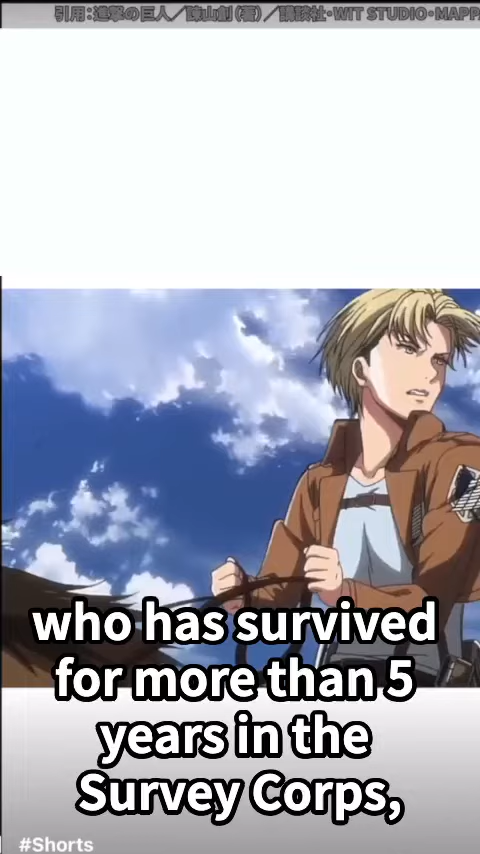 引用：進撃の巨人／諫山創（著）／講談社・WIT STUDIO・MAPPA
who has survived
for more than 5
years in the
Survey Corps,
#Shorts